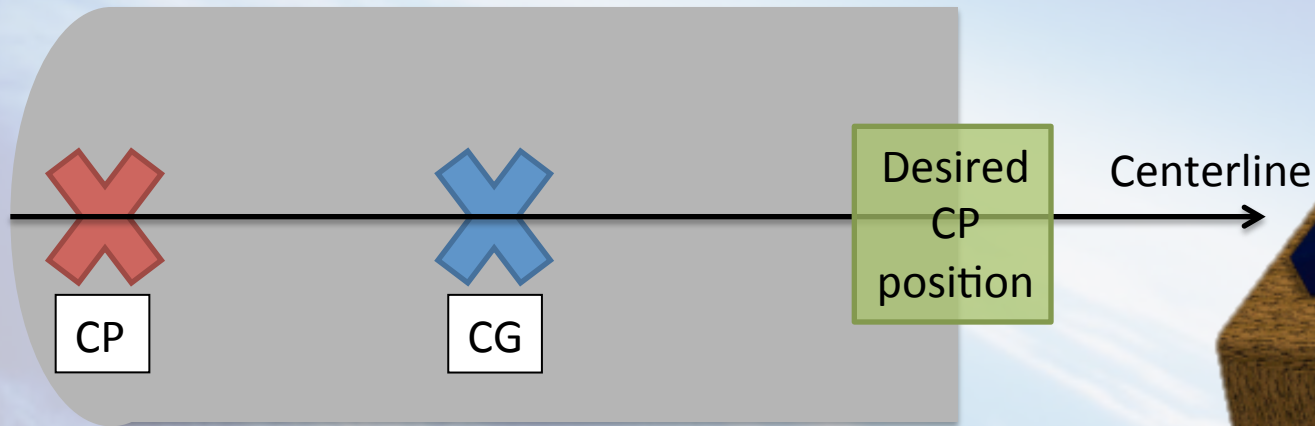 Desired
CP
position
Centerline
CP
CG